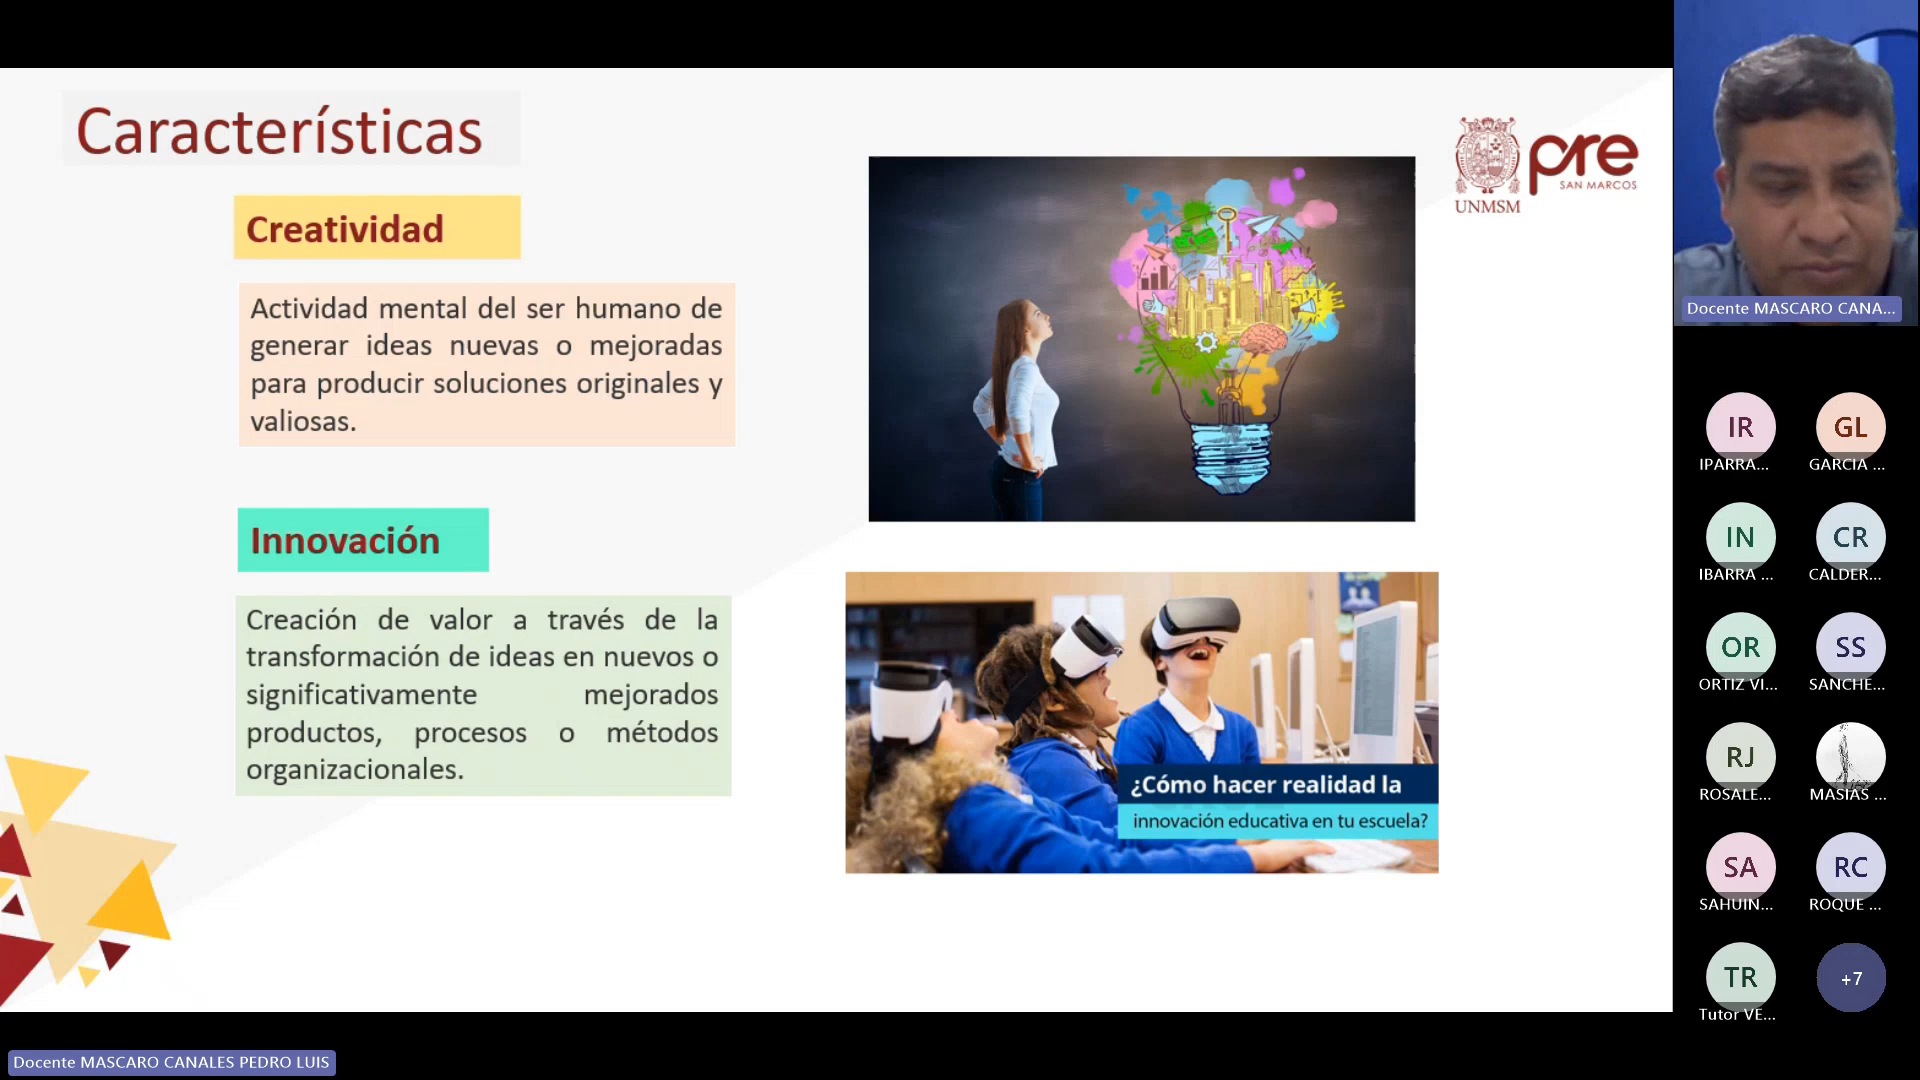 Características
Creatividad
Actividad mental del ser humano de
generar ideas nuevas o mejoradas
para producir soluciones originales y
valiosas.
Innovación
Creación de valor a través de la
transformación de ideas en nuevos o
significativamente mejorados
productos, procesos o métodos
organizacionales.
¿Cómo hacer realidad la
innovación educativa en tu escuela?
UNMSM
pre
SAN MARCOS
Docente MASCARO CANA...
IR
IPARRA...
GL
GARCIA ...
IN
IBARRA ...
CR
CALDER...
OR
ORTIZ VI...
SS
SANCHE...
RJ
ROSALE...
MASIAS ...
SA
SAHUIN...
RC
ROQUE ...
TR
Tutor VE...
+7
Docente MASCARO CANALES PEDRO LUIS